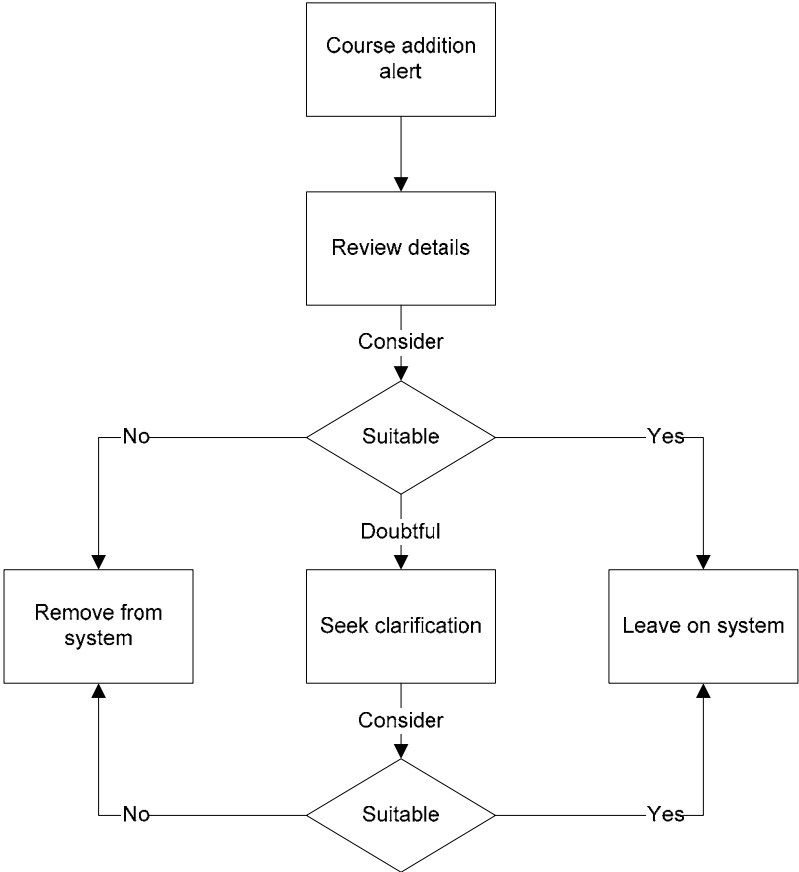 Course addition
alert
Review details
Consider
No
Suitable
Yes
Doubtful
Remove from
system
Seek clarification
Leave on system
Consider
No
Suitable
Yes